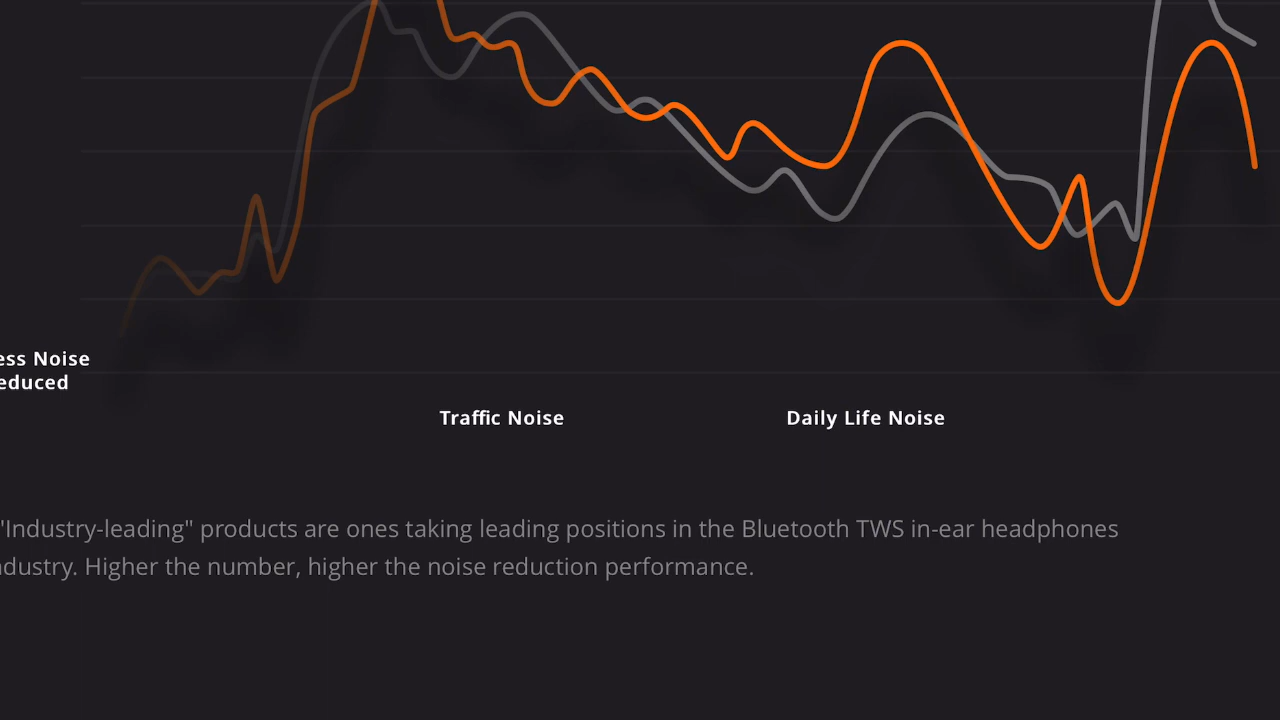 ess Noise
educed
Traffic Noise
Daily Life Noise
"Industry-leading" products are ones taking leading positions in the Bluetooth TWS in-ear headphones
dustry. Higher the number, higher the noise reduction performance.